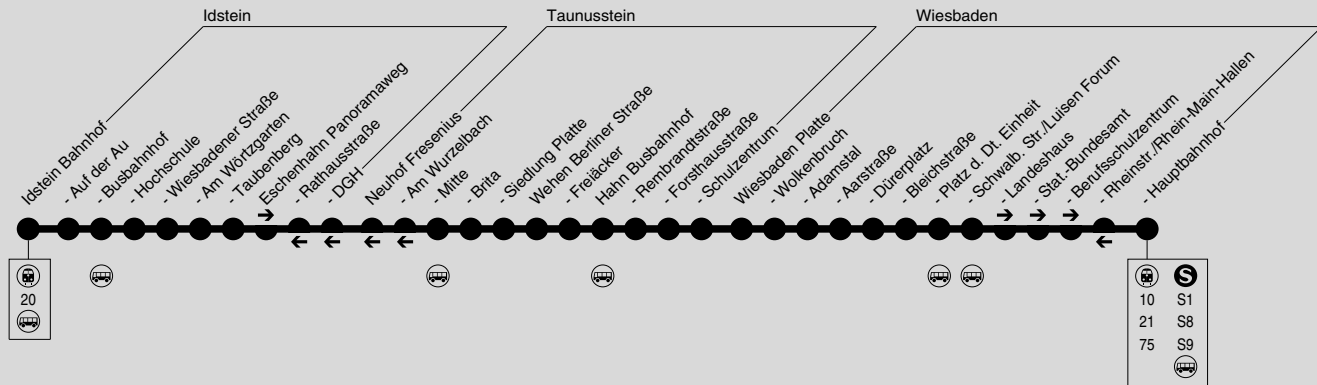 Idstein
Taunusstein
Wiesbaden
Idstein Bahnhof
- Auf der Au
- Busbahnhof
- Hochschule
- Wiesbadener Straße
- Am Wörtzgarten
- Taubenberg
Eschenhahn Panoramaweg
- Rathausstraße
- DGH
Neuhof Fresenius
- Am Wurzelbach
- Mitte
- Brita
- Siedlung Platte
Wehen Berliner Straße
- Freiäcker
Hahn Busbahnhof
- Rembrandtstraße
- Forsthausstraße
- Schulzentrum
Wiesbaden Platte
- Wolkenbruch
- Adamstal
- Aarstraße
- Dürerplatz
- Bleichstraße
- Platz d. Dt. Einheit
- Schwalb. Str./Luisen Forum
- Landeshaus
- Stat.-Bundesamt
- Berufsschulzentrum
- Rheinstr./Rhein-Main-Hallen
- Hauptbahnhof
20
S
10 S1
21 S8
75 S9